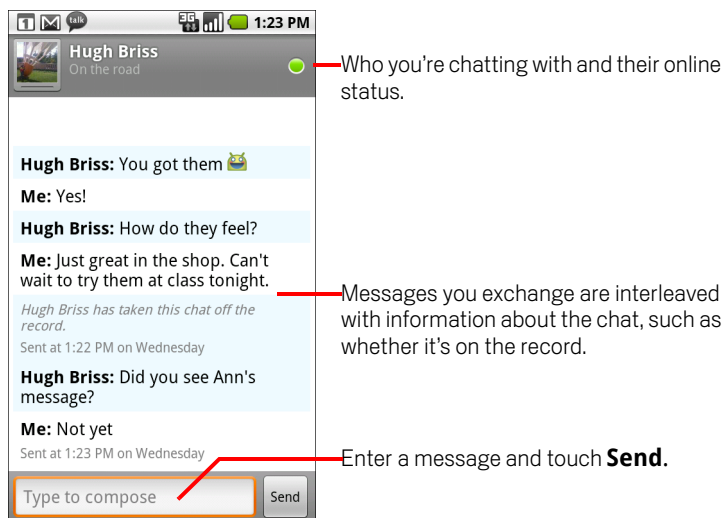 1 talk 3G 1:23 PM
Hugh Briss
On the road
Who you're chatting with and their online
status.
Hugh Briss: You got them
Me: Yes!
Hugh Briss: How do they feel?
Me: Just great in the shop. Can't
wait to try them at class tonight.
Hugh Briss has taken this chat off the
record.
Sent at 1:22 PM on Wednesday
Messages you exchange are interleaved
with information about the chat, such as
whether it's on the record.
Hugh Briss: Did you see Ann's
message?
Me: Not yet
Sent at 1:23 PM on Wednesday
Enter a message and touch Send.
Type to compose
Send